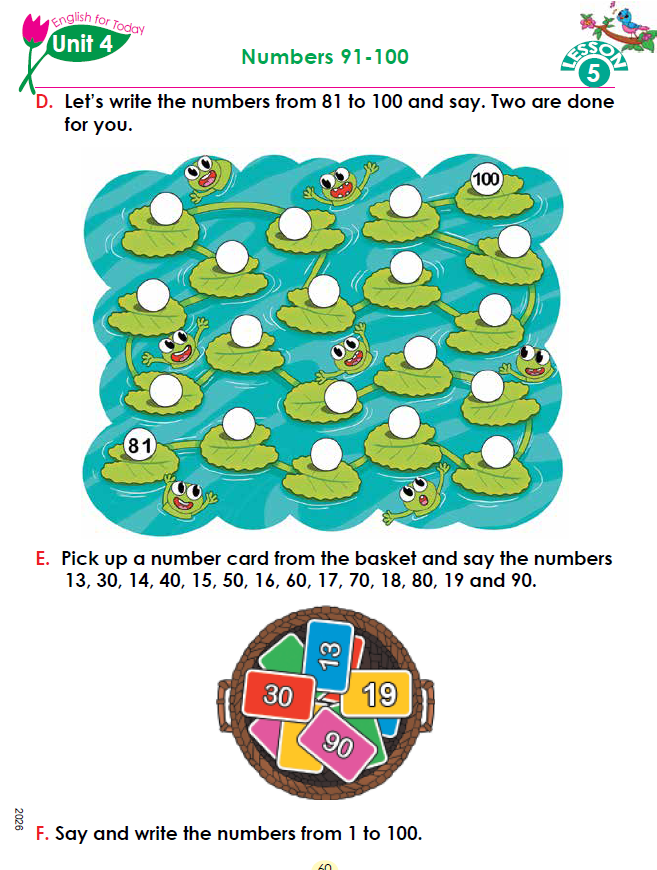 English for Today
Unit 4
Numbers 91-100
LESSON
5
D. Let's write the numbers from 81 to 100 and say. Two are done
for you.
100
81
E. Pick up a number card from the basket and say the numbers
13, 30, 14, 40, 15, 50, 16, 60, 17, 70, 18, 80, 19 and 90.
13
30
19
90
2026
F. Say and write the numbers from 1 to 100.
60